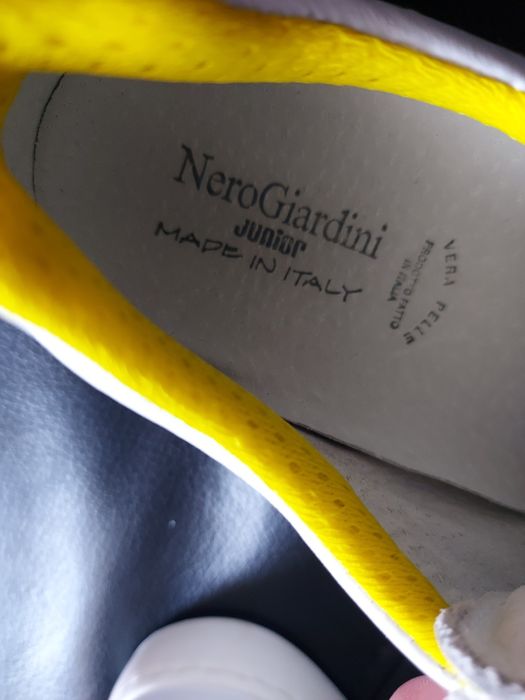 NeroGiardini
JUNIOR
MADE IN ITALY
VERA PELLE
PRODOTTO FATTO
IN ITALIA